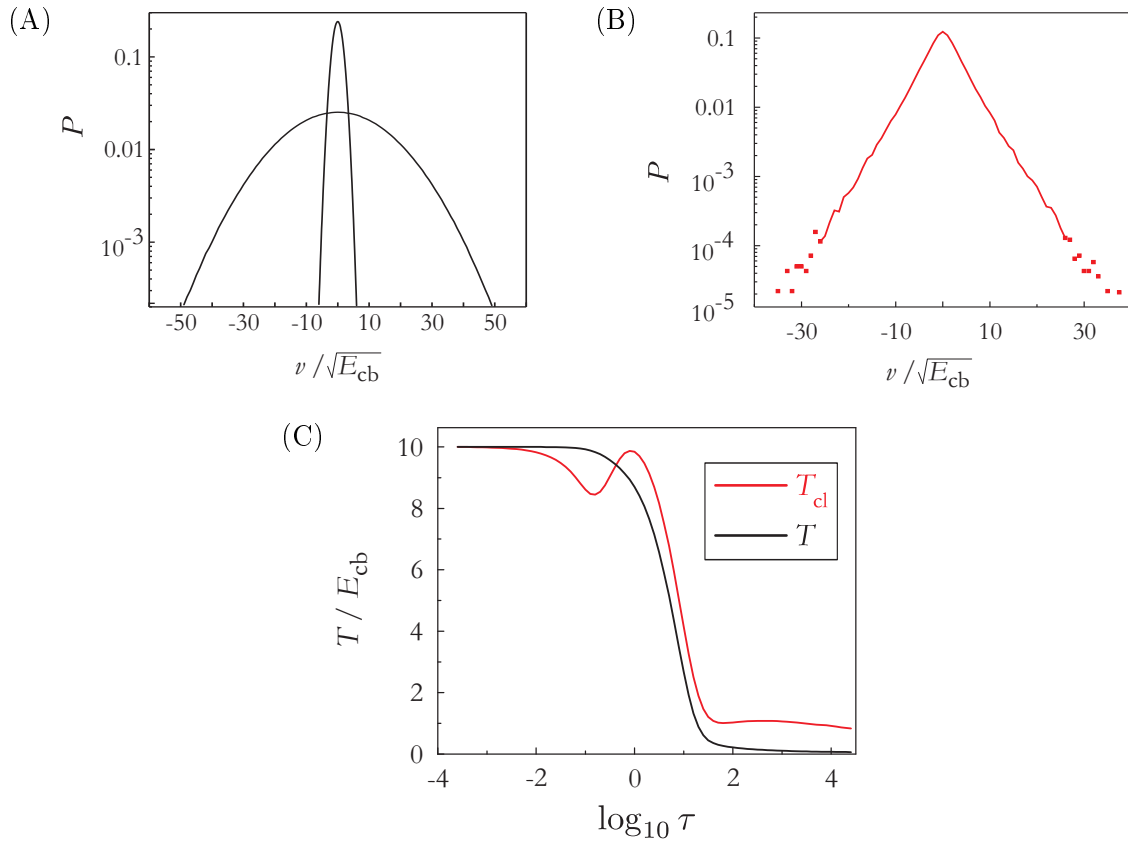 (A)
P
0.1
0.01
10⁻³
-50 -30 -10 10 30 50
v / √E_cb
(B)
P
0.1
0.01
10⁻³
10⁻⁴
10⁻⁵
-30 -10 10 30
v / √E_cb
(C)
T / E_cb
10
8
6
4
2
0
T_cl
T
-4 -2 0 2 4
log₁₀ τ